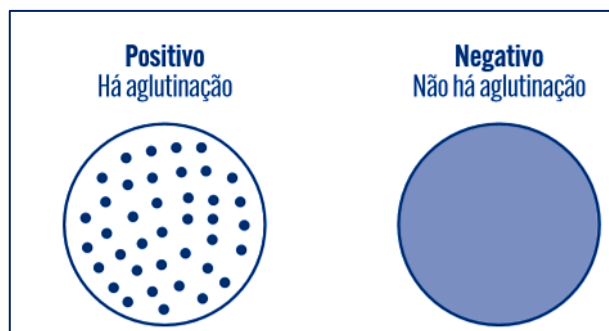 Positivo
Há aglutinação
Negativo
Não há aglutinação